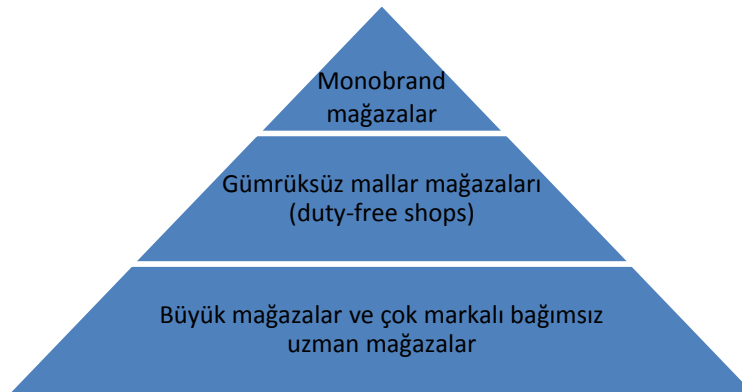 Monobrand
mağazalar
Gümrüksüz mallar mağazaları
(duty-free shops)
Büyük mağazalar ve çok markalı bağımsız
uzman mağazalar